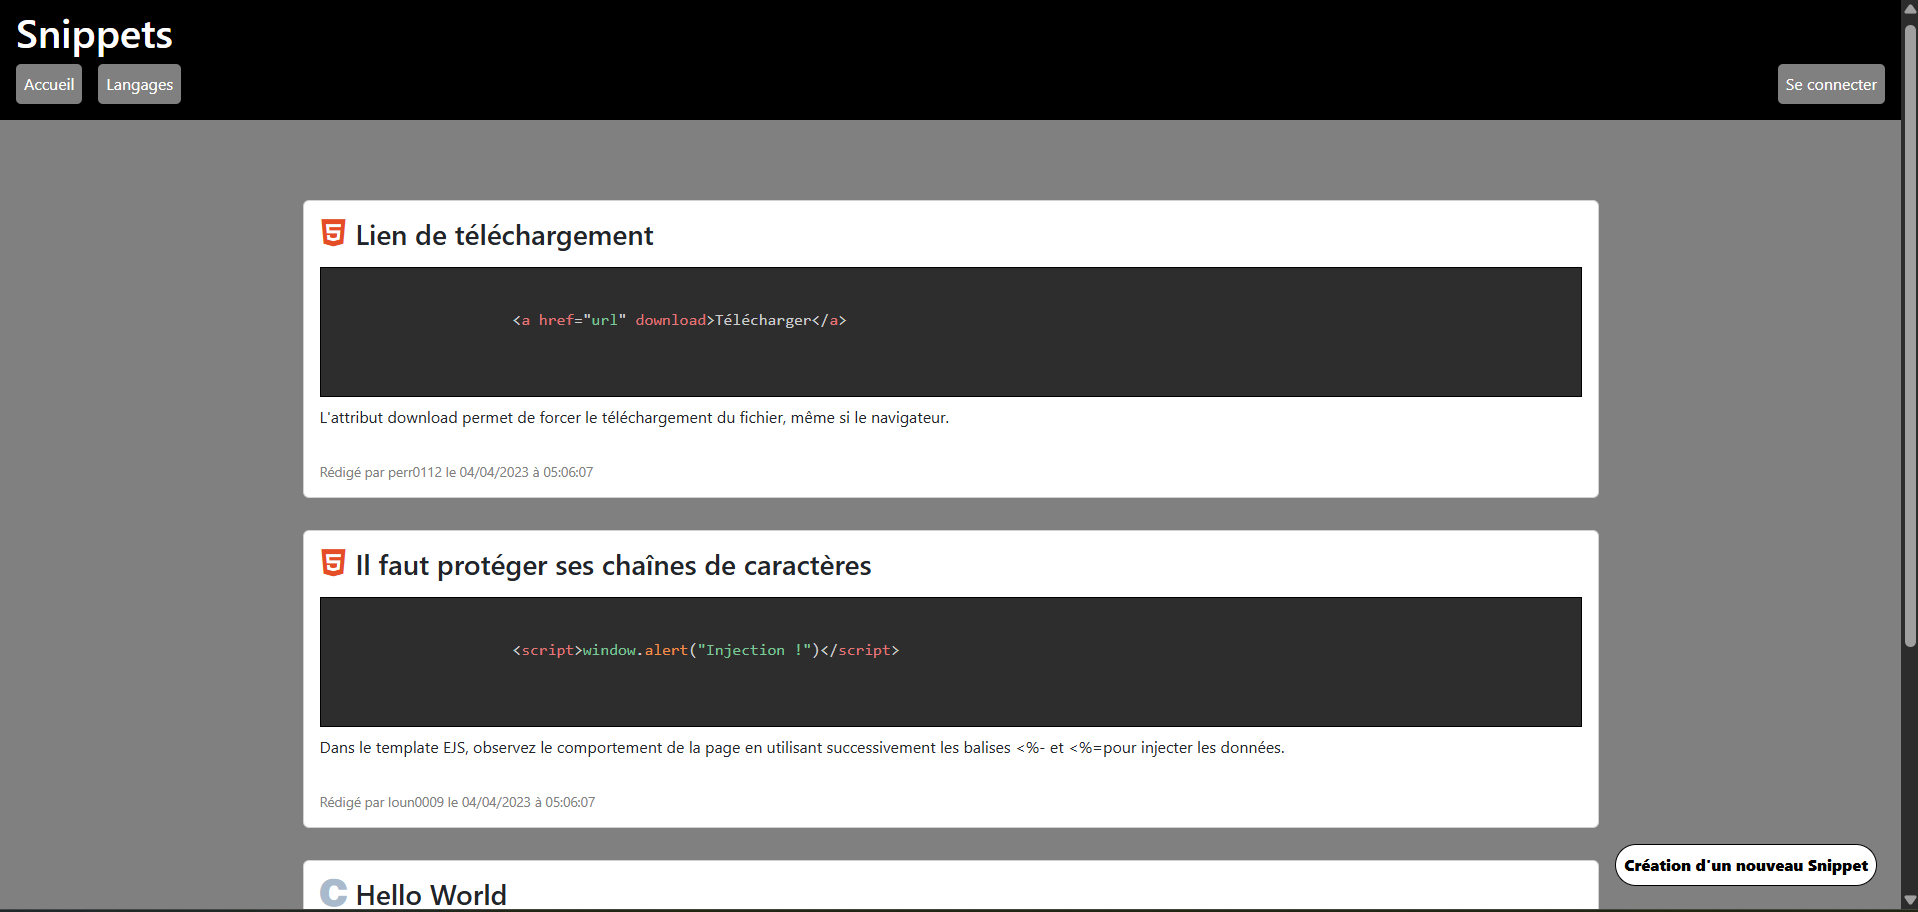 Snippets
Accueil
Langages
Se connecter
Lien de téléchargement
<a href="url" download>Télécharger</a>
L'attribut download permet de forcer le téléchargement du fichier, même si le navigateur.
Rédigé par perr0112 le 04/04/2023 à 05:06:07
Il faut protéger ses chaînes de caractères
<script>window.alert("Injection !")</script>
Dans le template EJS, observez le comportement de la page en utilisant successivement les balises <%- et <%=pour injecter les données.
Rédigé par loun0009 le 04/04/2023 à 05:06:07
Création d'un nouveau Snippet
Hello World